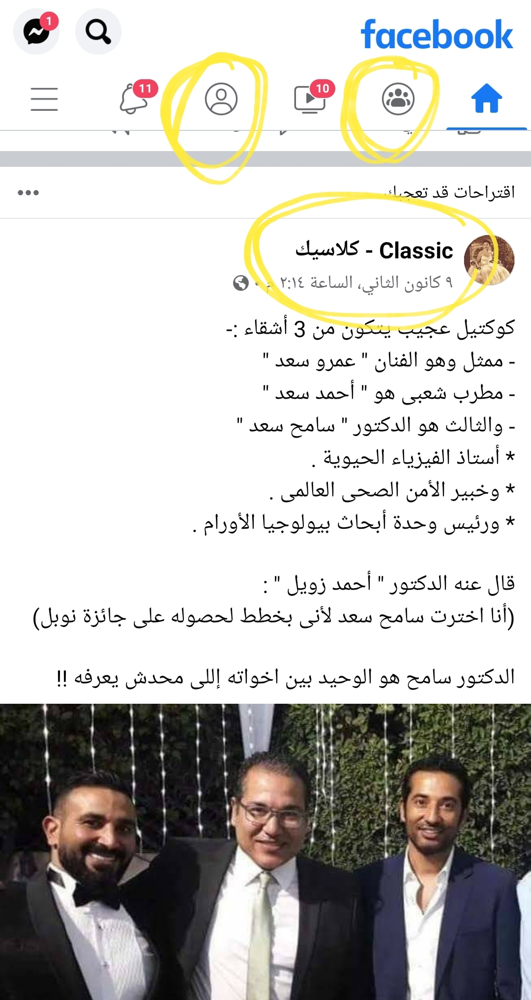 facebook
1
10
11
اقتراحات قد تعجبك
Classic - كلاسيك
٩ كانون الثاني، الساعة ٢:١٤ م •
كوكتيل عجيب يتكون من 3 أشقاء :-
- ممثل وهو الفنان " عمرو سعد "
- مطرب شعبى هو " أحمد سعد "
- والثالث هو الدكتور " سامح سعد "
* أستاذ الفيزياء الحيوية .
* وخبير الأمن الصحى العالمى .
* ورئيس وحدة أبحاث بيولوجيا الأورام .
قال عنه الدكتور " أحمد زويل " :
(أنا اخترت سامح سعد لأنى بخطط لحصوله على جائزة نوبل)
الدكتور سامح هو الوحيد بين اخواته إللى محدش يعرفه !!